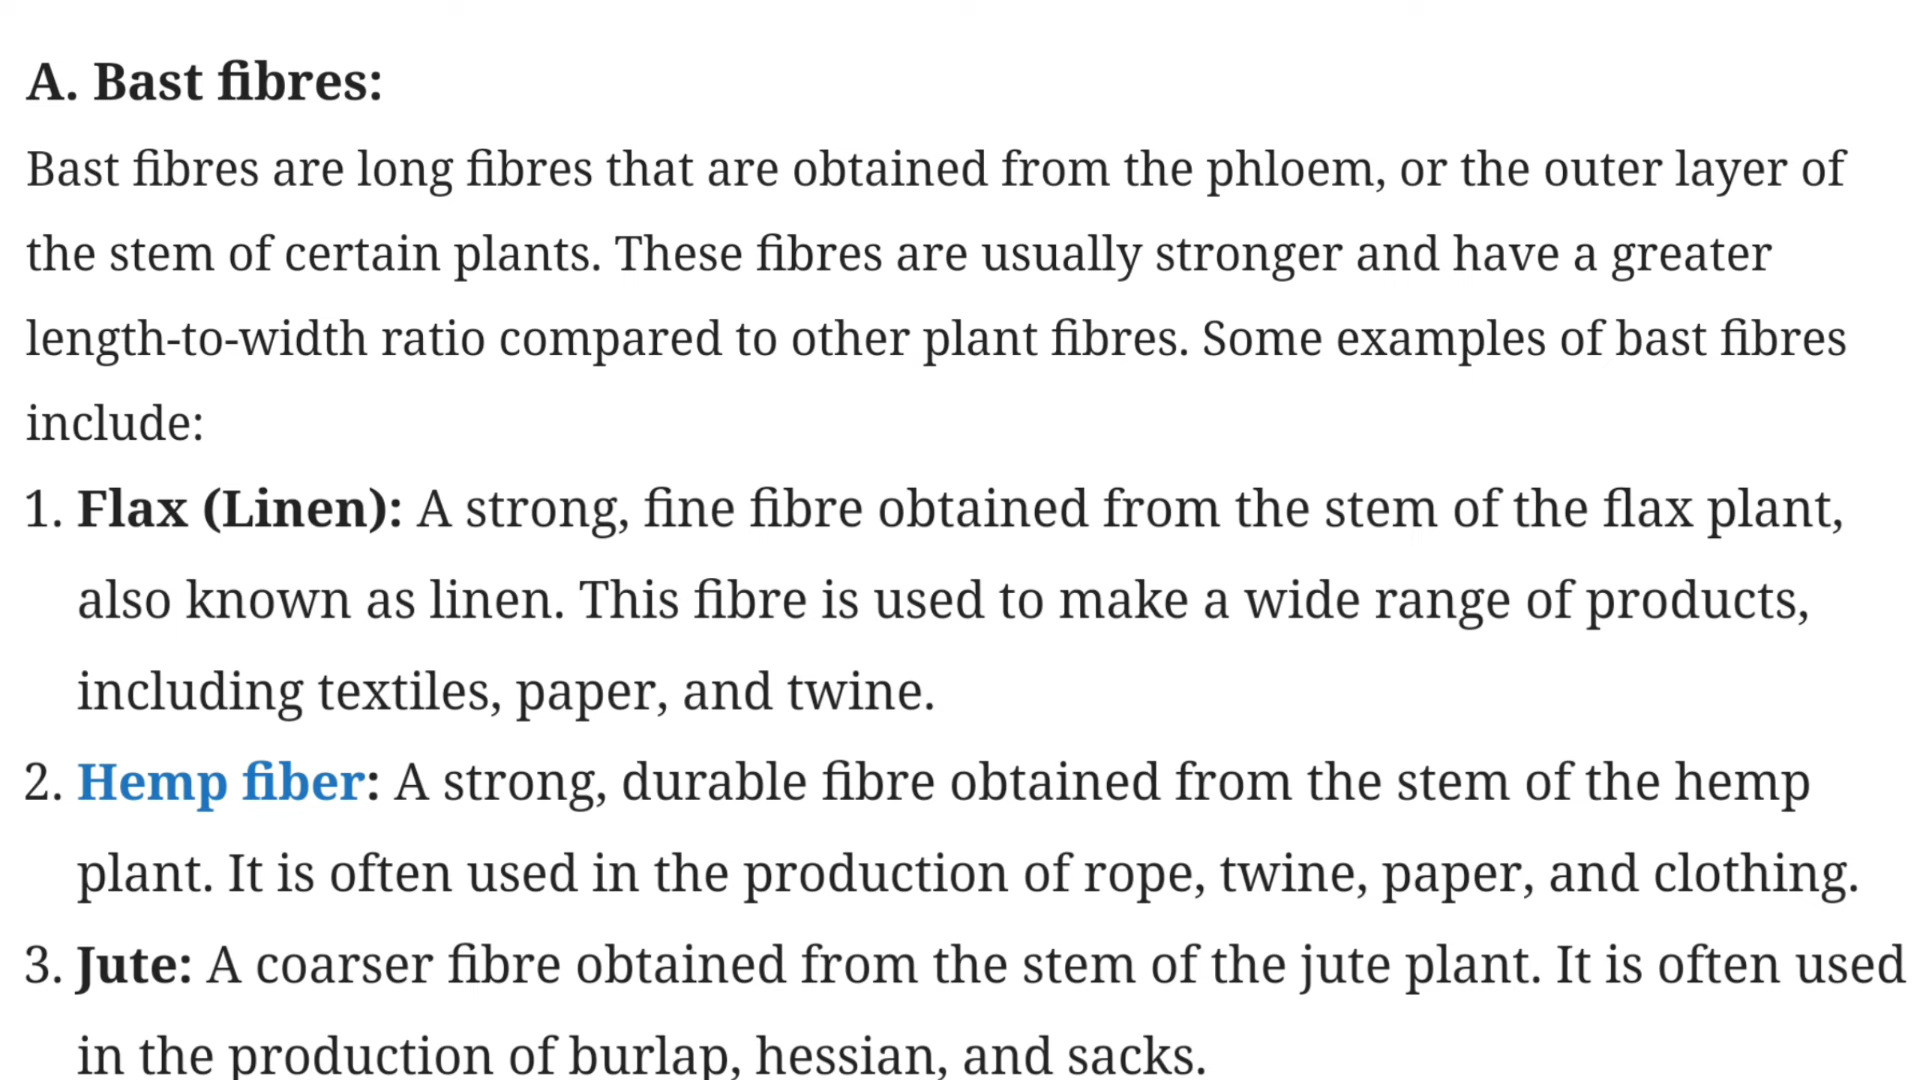 A. Bast fibres:
Bast fibres are long fibres that are obtained from the phloem, or the outer layer of
the stem of certain plants. These fibres are usually stronger and have a greater
length-to-width ratio compared to other plant fibres. Some examples of bast fibres
include:
1. Flax (Linen): A strong, fine fibre obtained from the stem of the flax plant,
also known as linen. This fibre is used to make a wide range of products,
including textiles, paper, and twine.
2. Hemp fiber: A strong, durable fibre obtained from the stem of the hemp
plant. It is often used in the production of rope, twine, paper, and clothing.
3. Jute: A coarser fibre obtained from the stem of the jute plant. It is often used
in the production of burlap, hessian, and sacks.